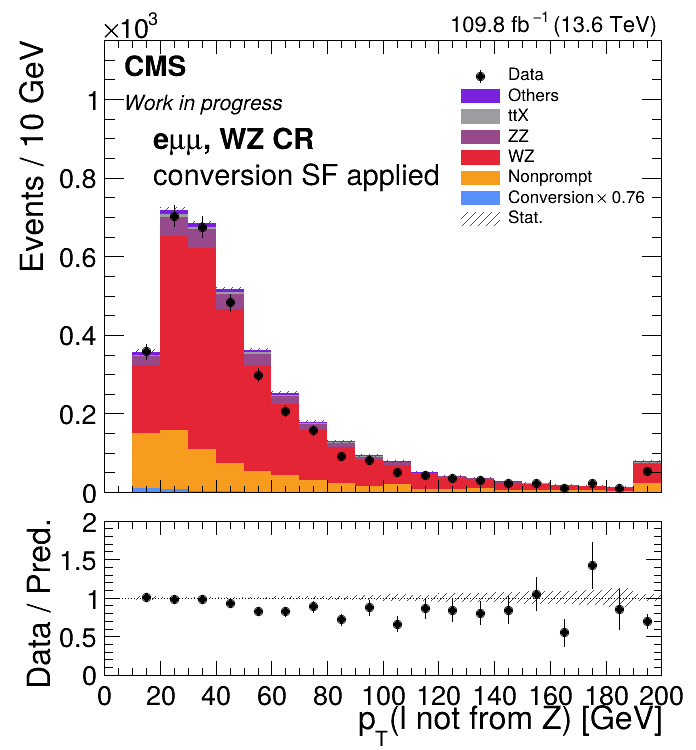 ×10³
109.8 fb⁻¹ (13.6 TeV)
CMS
Work in progress
eμμ, WZ CR
conversion SF applied
Data
Others
ttX
ZZ
WZ
Nonprompt
Conversion × 0.76
Stat.
Events / 10 GeV
1
0.8
0.6
0.4
0.2
0
Data / Pred.
2
1.5
1
0.5
0
0 20 40 60 80 100 120 140 160 180 200
p_T(l not from Z) [GeV]